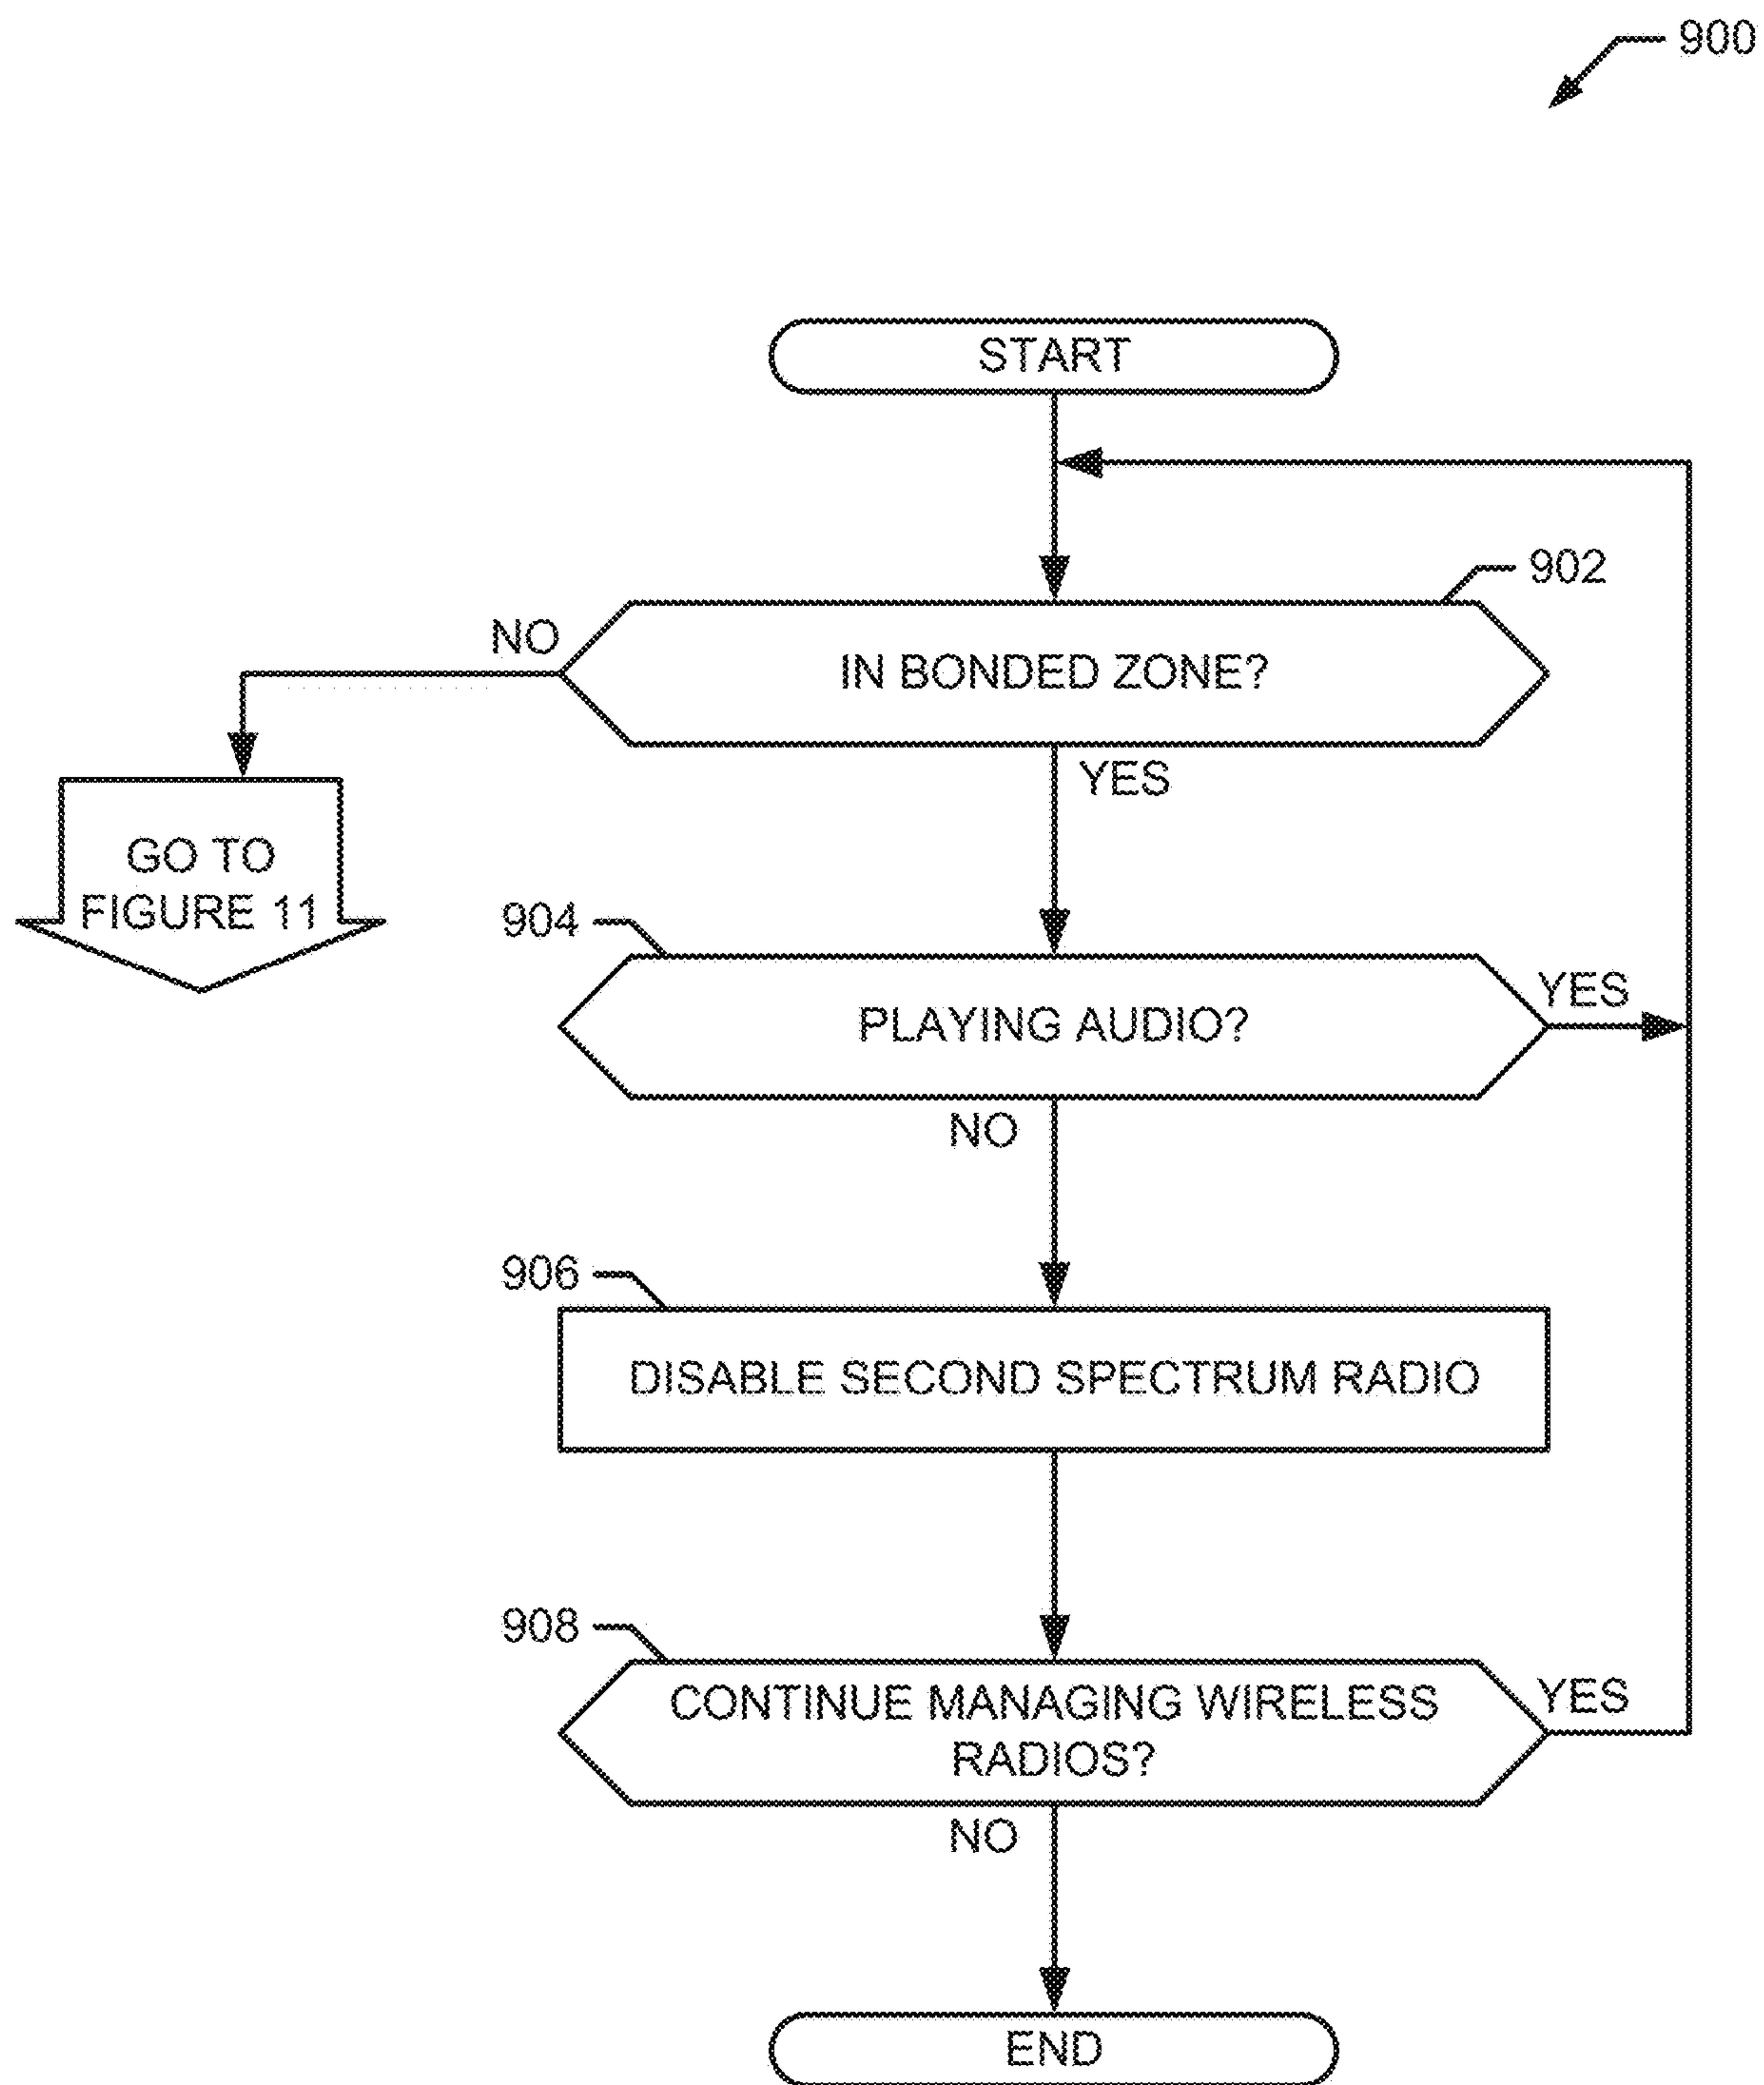 900
START
902
NO
IN BONDED ZONE?
YES
GO TO
FIGURE 11
904
YES
PLAYING AUDIO?
NO
906
DISABLE SECOND SPECTRUM RADIO
908
CONTINUE MANAGING WIRELESS
RADIOS?
YES
NO
END